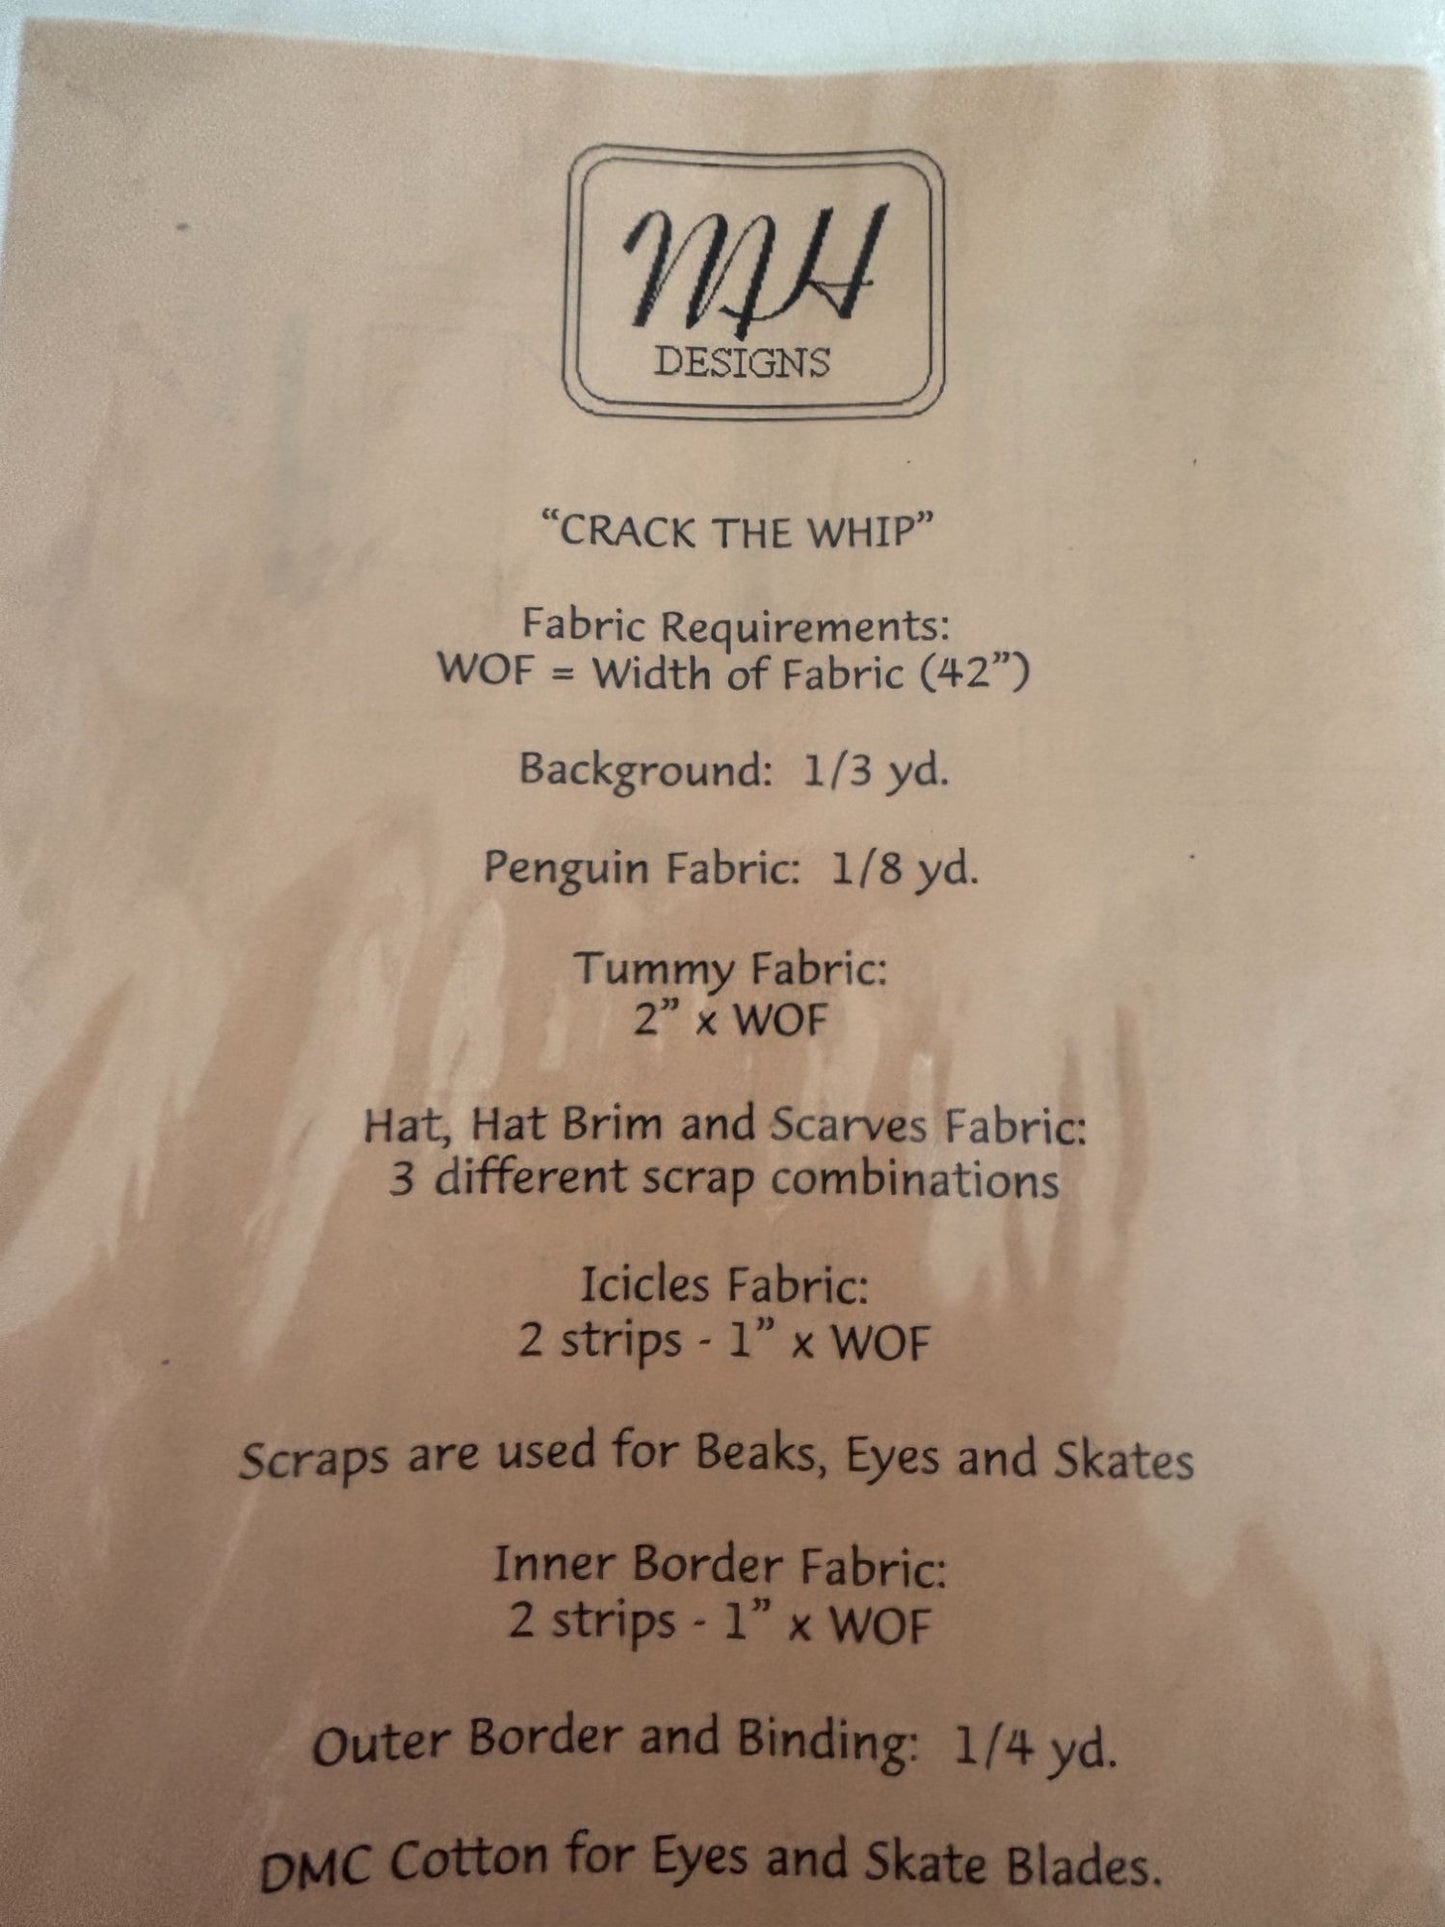 MH
DESIGNS
“CRACK THE WHIP”
Fabric Requirements:
WOF = Width of Fabric (42”)
Background: 1/3 yd.
Penguin Fabric: 1/8 yd.
Tummy Fabric:
2” x WOF
Hat, Hat Brim and Scarves Fabric:
3 different scrap combinations
Icicles Fabric:
2 strips - 1” x WOF
Scraps are used for Beaks, Eyes and Skates
Inner Border Fabric:
2 strips - 1” x WOF
Outer Border and Binding: 1/4 yd.
DMC Cotton for Eyes and Skate Blades.